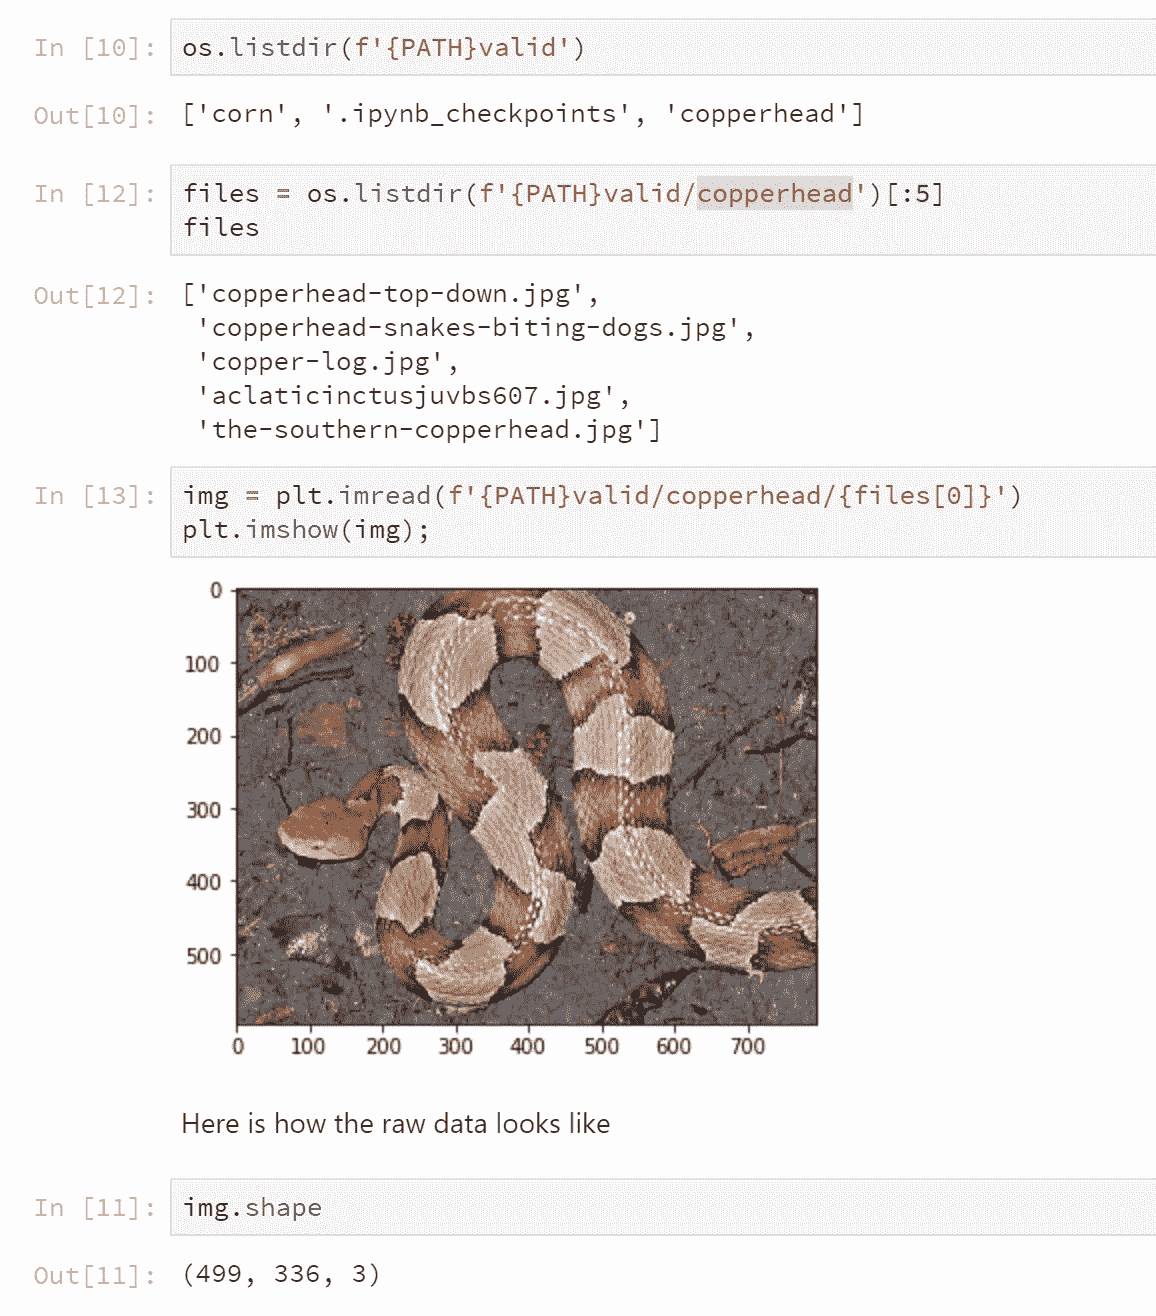 In [10]: os.listdir(f'{PATH}valid')
Out[10]: ['corn', '.ipynb_checkpoints', 'copperhead']
In [12]: files = os.listdir(f'{PATH}valid/copperhead')[:5]
files
Out[12]: ['copperhead-top-down.jpg',
'copperhead-snakes-biting-dogs.jpg',
'copper-log.jpg',
'aclaticinctusjuvbs607.jpg',
'the-southern-copperhead.jpg']
In [13]: img = plt.imread(f'{PATH}valid/copperhead/{files[0]}')
plt.imshow(img);
0
100
200
300
400
500
0 100 200 300 400 500 600 700
Here is how the raw data looks like
In [11]: img.shape
Out[11]: (499, 336, 3)